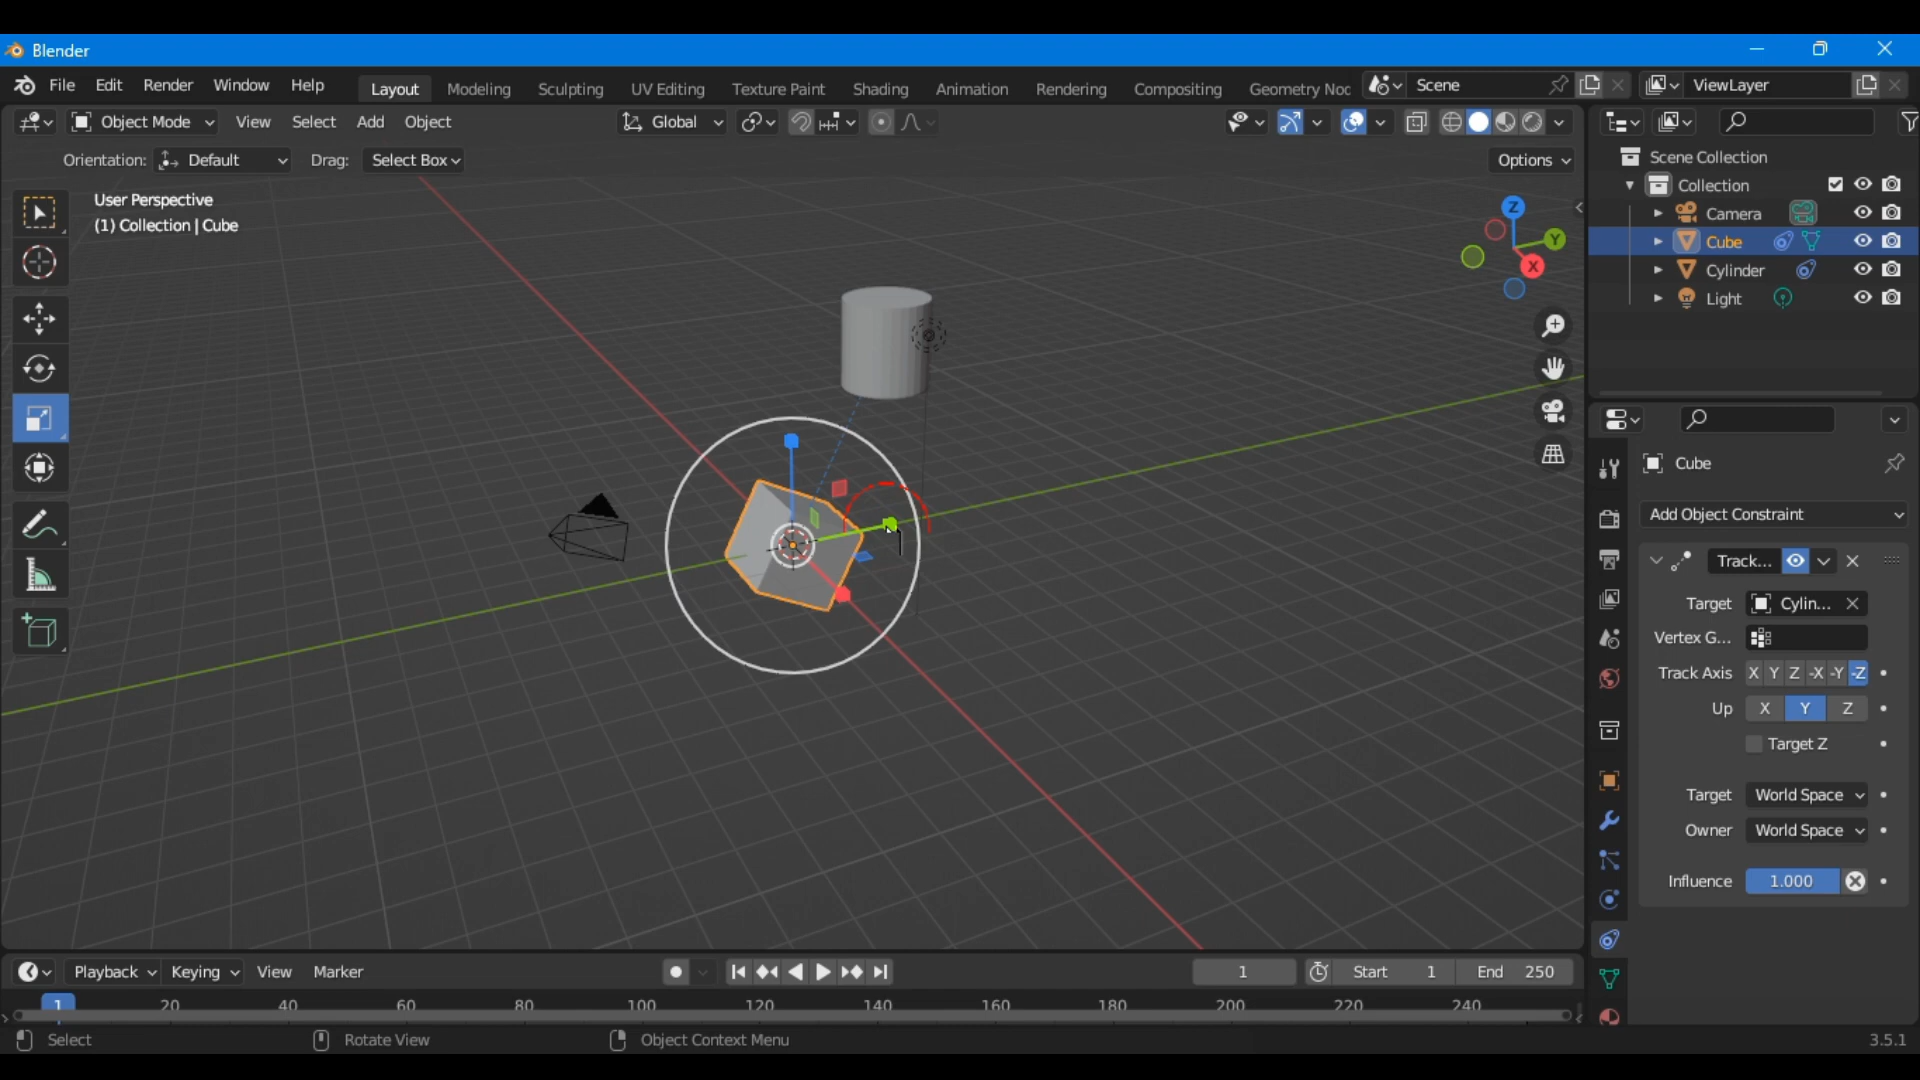 Blender
File Edit Render Window Help Layout Modeling Sculpting UV Editing Texture Paint Shading Animation Rendering Compositing Geometry Noc Scene ViewLayer
Object Mode View Select Add Object Global
Orientation: Default Drag: Select Box Options
User Perspective
(1) Collection | Cube
Z
Y
X
Scene Collection
Collection
Camera
Cube
Cylinder
Light
Cube
Add Object Constraint
Track...
Target Cylin...
Vertex G...
Track Axis X Y Z -X -Y -Z
Up X Y Z
Target Z
Target World Space
Owner World Space
Influence 1.000
Playback Keying View Marker 1 Start 1 End 250
1 20 40 60 80 100 120 140 160 180 200 220 240
Select Rotate View Object Context Menu 3.5.1